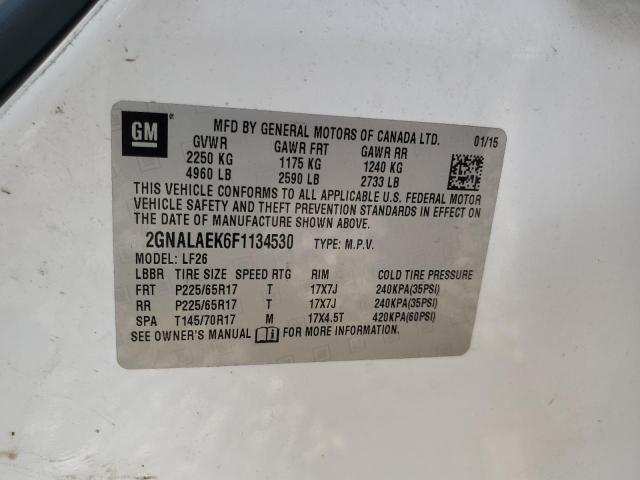 GM
MFD BY GENERAL MOTORS OF CANADA LTD. 01/15
GVWR GAWR FRT GAWR RR
2250 KG 1175 KG 1240 KG
4960 LB 2590 LB 2733 LB
THIS VEHICLE CONFORMS TO ALL APPLICABLE U.S. FEDERAL MOTOR
VEHICLE SAFETY AND THEFT PREVENTION STANDARDS IN EFFECT ON
THE DATE OF MANUFACTURE SHOWN ABOVE.
2GNALAEK6F1134530 TYPE: M.P.V.
MODEL: LF26
LBBR TIRE SIZE SPEED RTG RIM COLD TIRE PRESSURE
FRT P225/65R17 T 17X7J 240KPA(35PSI)
RR P225/65R17 T 17X7J 240KPA(35PSI)
SPA T145/70R17 M 17X4.5T 420KPA(60PSI)
SEE OWNER'S MANUAL FOR MORE INFORMATION.